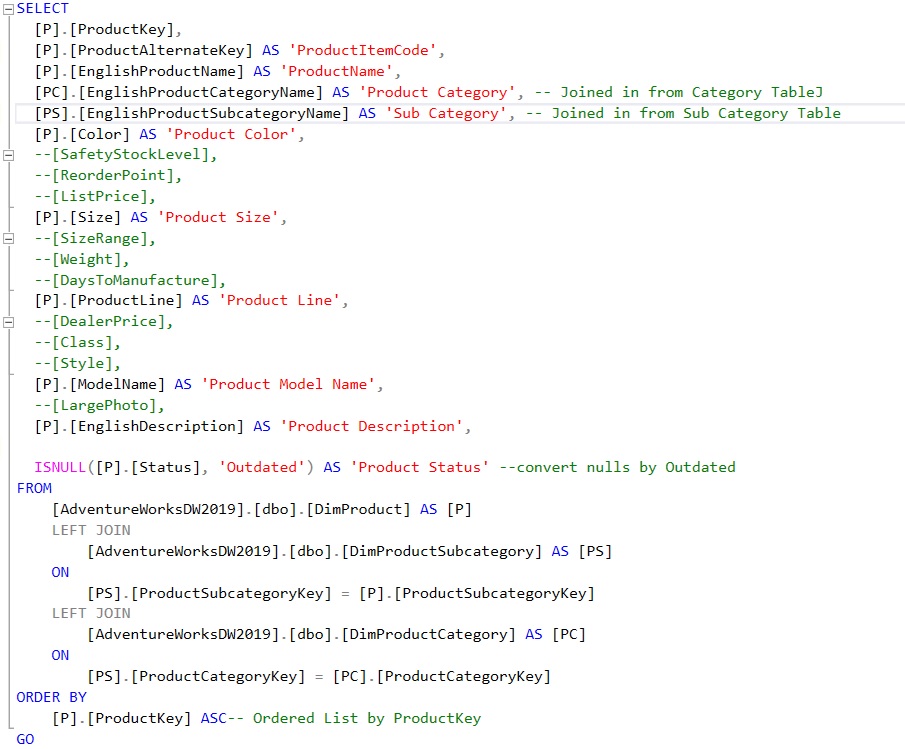 SELECT
[P].[ProductKey],
[P].[ProductAlternateKey] AS 'ProductItemCode',
[P].[EnglishProductName] AS 'ProductName',
[PC].[EnglishProductCategoryName] AS 'Product Category', -- Joined in from Category TableJ
[PS].[EnglishProductSubcategoryName] AS 'Sub Category', -- Joined in from Sub Category Table
[P].[Color] AS 'Product Color',
--[SafetyStockLevel],
--[ReorderPoint],
--[ListPrice],
[P].[Size] AS 'Product Size',
--[SizeRange],
--[Weight],
--[DaysToManufacture],
[P].[ProductLine] AS 'Product Line',
--[DealerPrice],
--[Class],
--[Style],
[P].[ModelName] AS 'Product Model Name',
--[LargePhoto],
[P].[EnglishDescription] AS 'Product Description',
ISNULL([P].[Status], 'Outdated') AS 'Product Status' --convert nulls by Outdated
FROM
[AdventureWorksDW2019].[dbo].[DimProduct] AS [P]
LEFT JOIN
[AdventureWorksDW2019].[dbo].[DimProductSubcategory] AS [PS]
ON
[PS].[ProductSubcategoryKey] = [P].[ProductSubcategoryKey]
LEFT JOIN
[AdventureWorksDW2019].[dbo].[DimProductCategory] AS [PC]
ON
[PS].[ProductCategoryKey] = [PC].[ProductCategoryKey]
ORDER BY
[P].[ProductKey] ASC-- Ordered List by ProductKey
GO